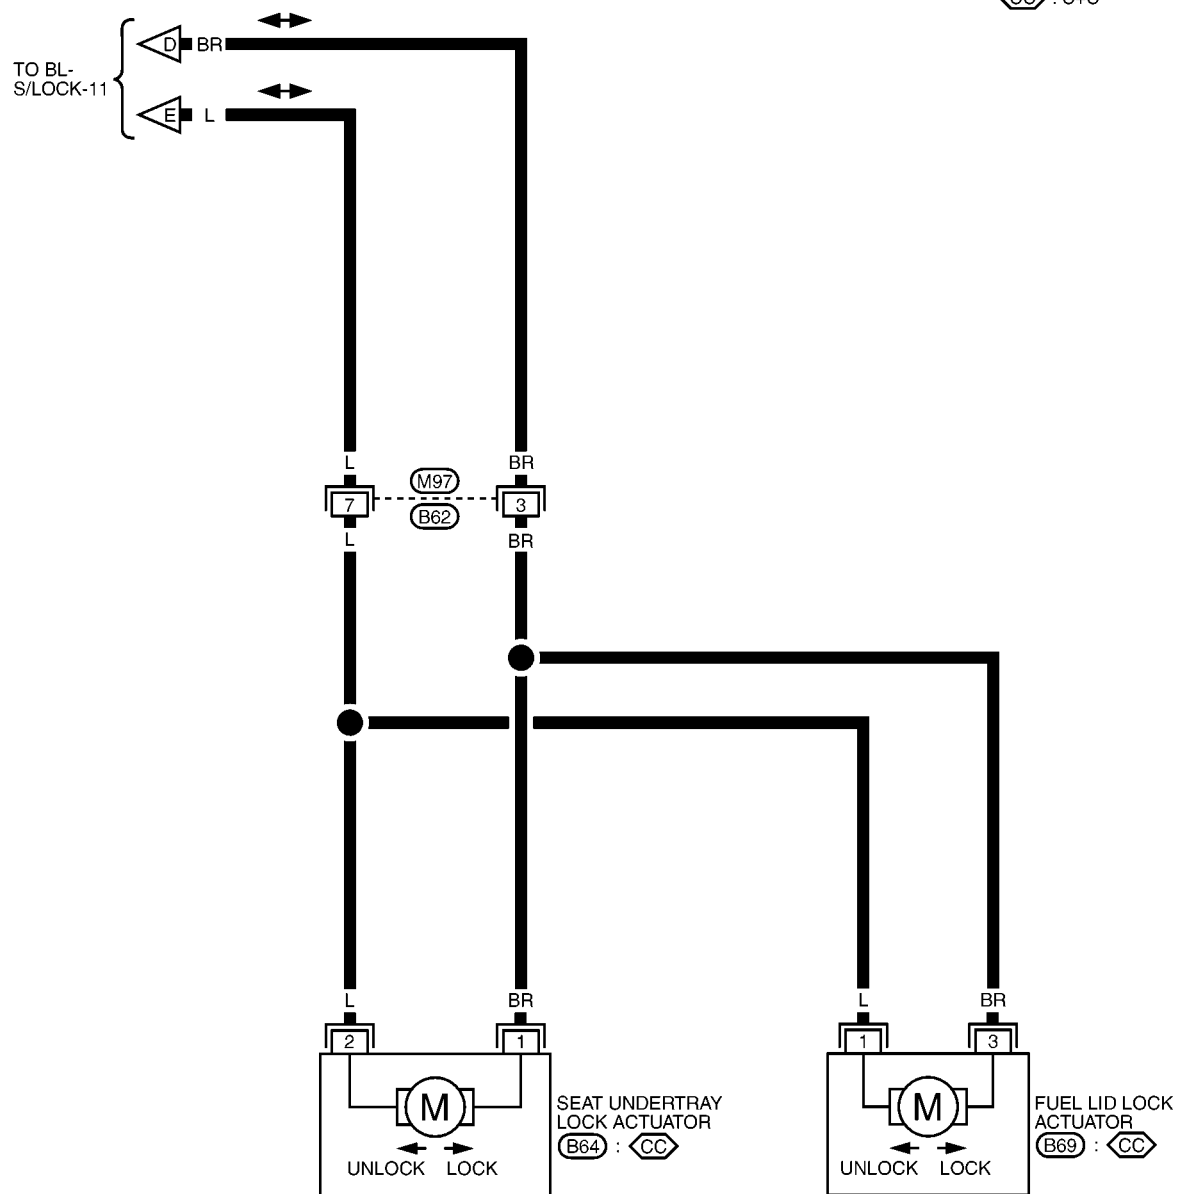 D BR
TO BL-
S/LOCK-11
E L
L BR
M97
7 3
B62
L BR
L BR L BR
2 1 1 3
M M
SEAT UNDERTRAY
LOCK ACTUATOR
B64 : CC
UNLOCK LOCK
FUEL LID LOCK
ACTUATOR
B69 : CC
UNLOCK LOCK